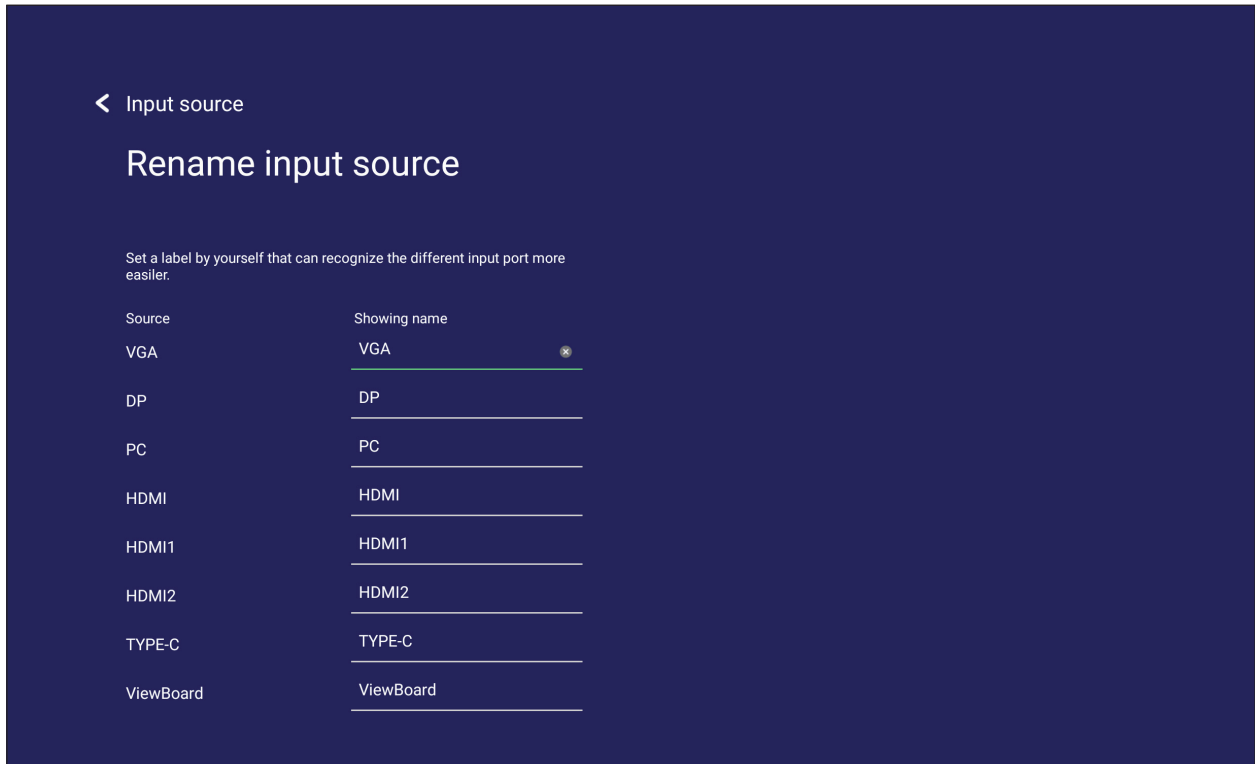 Input source
Rename input source
Set a label by yourself that can recognize the different input port more
easiler.
Source Showing name
VGA VGA
DP DP
PC PC
HDMI HDMI
HDMI1 HDMI1
HDMI2 HDMI2
TYPE-C TYPE-C
ViewBoard ViewBoard